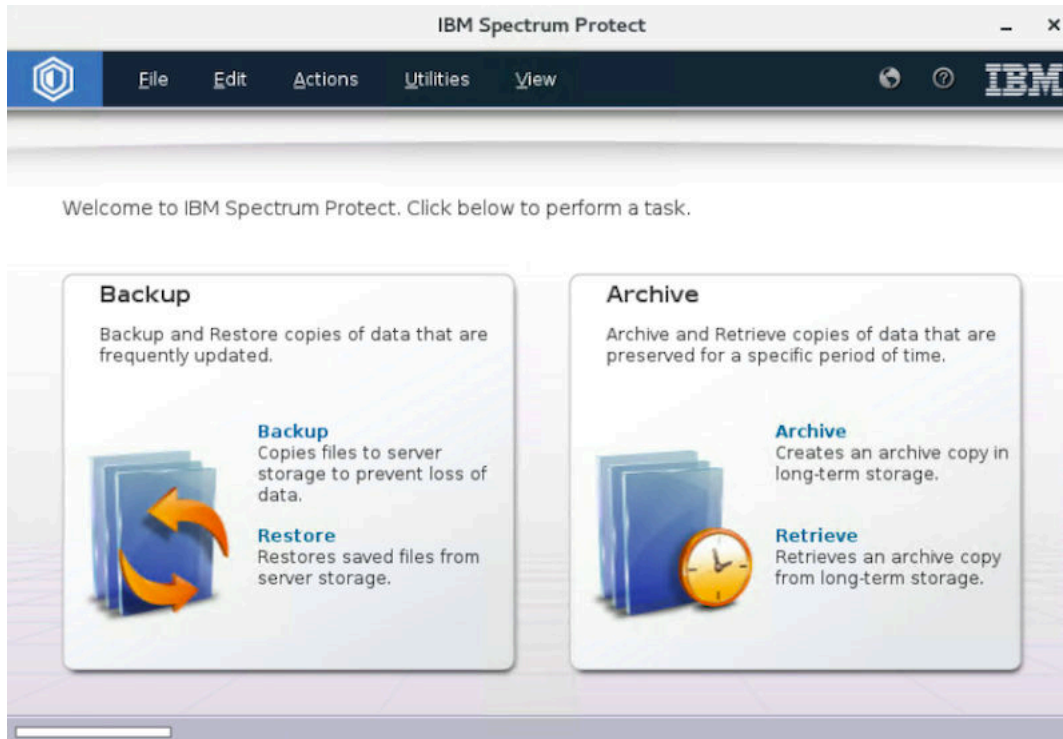 IBM Spectrum Protect
File Edit Actions Utilities View IBM
Welcome to IBM Spectrum Protect. Click below to perform a task.
Backup
Backup and Restore copies of data that are
frequently updated.
Backup
Copies files to server
storage to prevent loss of
data.
Restore
Restores saved files from
server storage.
Archive
Archive and Retrieve copies of data that are
preserved for a specific period of time.
Archive
Creates an archive copy in
long-term storage.
Retrieve
Retrieves an archive copy
from long-term storage.